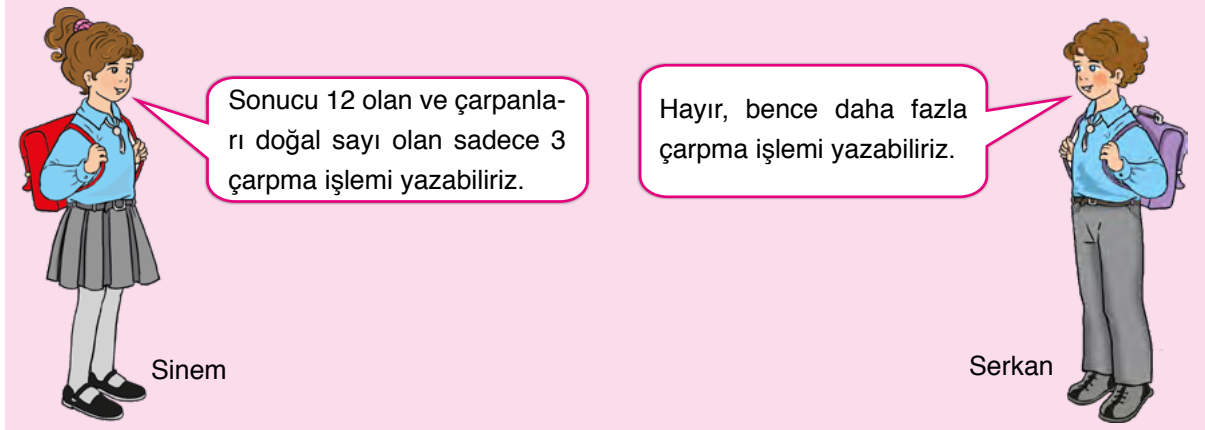 Sonucu 12 olan ve çarpanla-
rı doğal sayı olan sadece 3
çarpma işlemi yazabiliriz.
Hayır, bence daha fazla
çarpma işlemi yazabiliriz.
Sinem
Serkan